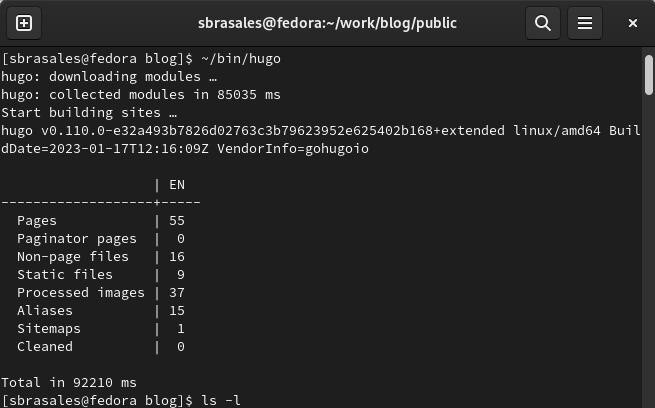 sbrasales@fedora:~/work/blog/public
[sbrasales@fedora blog]$ ~/bin/hugo
hugo: downloading modules …
hugo: collected modules in 85035 ms
Start building sites …
hugo v0.110.0-e32a493b7826d02763c3b79623952e625402b168+extended linux/amd64 Buil
dDate=2023-01-17T12:16:09Z VendorInfo=gohugoio
                   | EN
-------------------+-----
  Pages            | 55
  Paginator pages  |  0
  Non-page files   | 16
  Static files     |  9
  Processed images | 37
  Aliases          | 15
  Sitemaps         |  1
  Cleaned          |  0
Total in 92210 ms
[sbrasales@fedora blog]$ ls -l